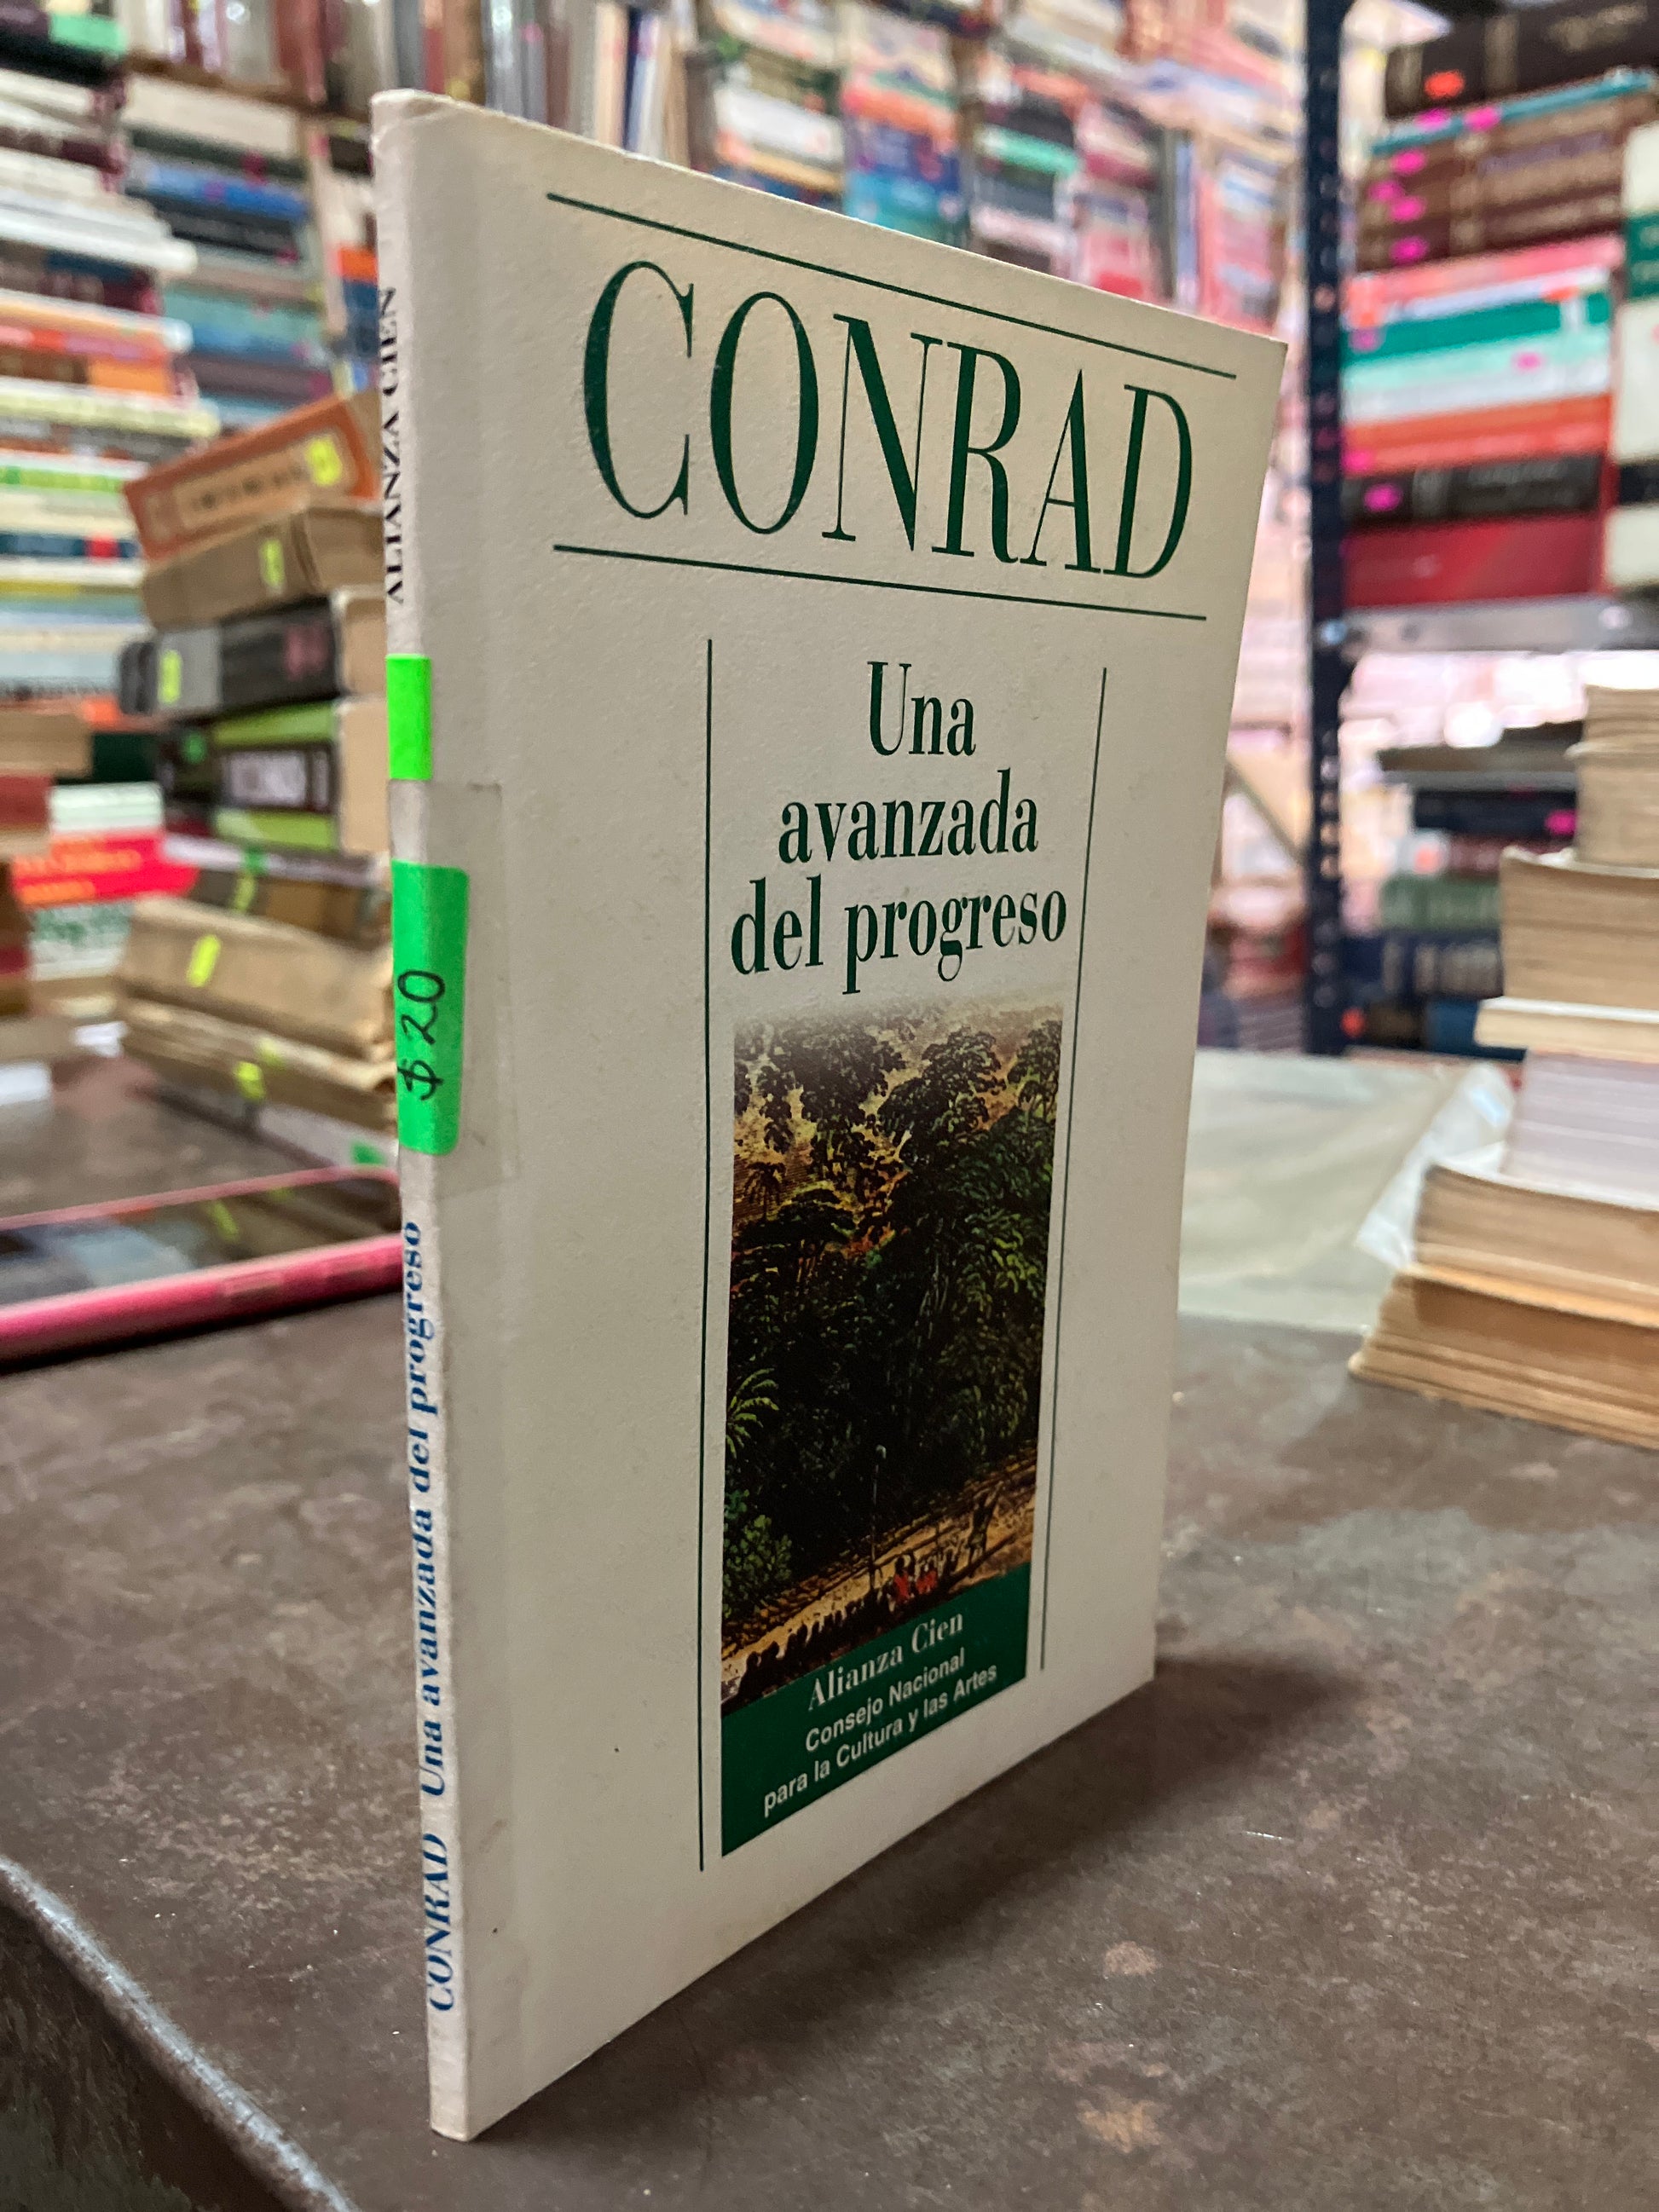 CONRAD
Una
avanzada
del progreso
Alianza Cien
Consejo Nacional
para la Cultura y las Artes
ALIANZA CIEN
$20
CONRAD Una avanzada del progreso